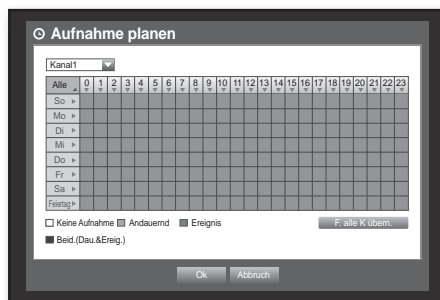 Aufnahme planen
Kanal1
Alle 0 1 2 3 4 5 6 7 8 9 10 11 12 13 14 15 16 17 18 19 20 21 22 23
So
Mo
Di
Mi
Do
Fr
Sa
Feiertag
Keine Aufnahme Andauernd Ereignis F. alle K übern.
Beid.(Dau.&Ereig.)
Ok Abbruch